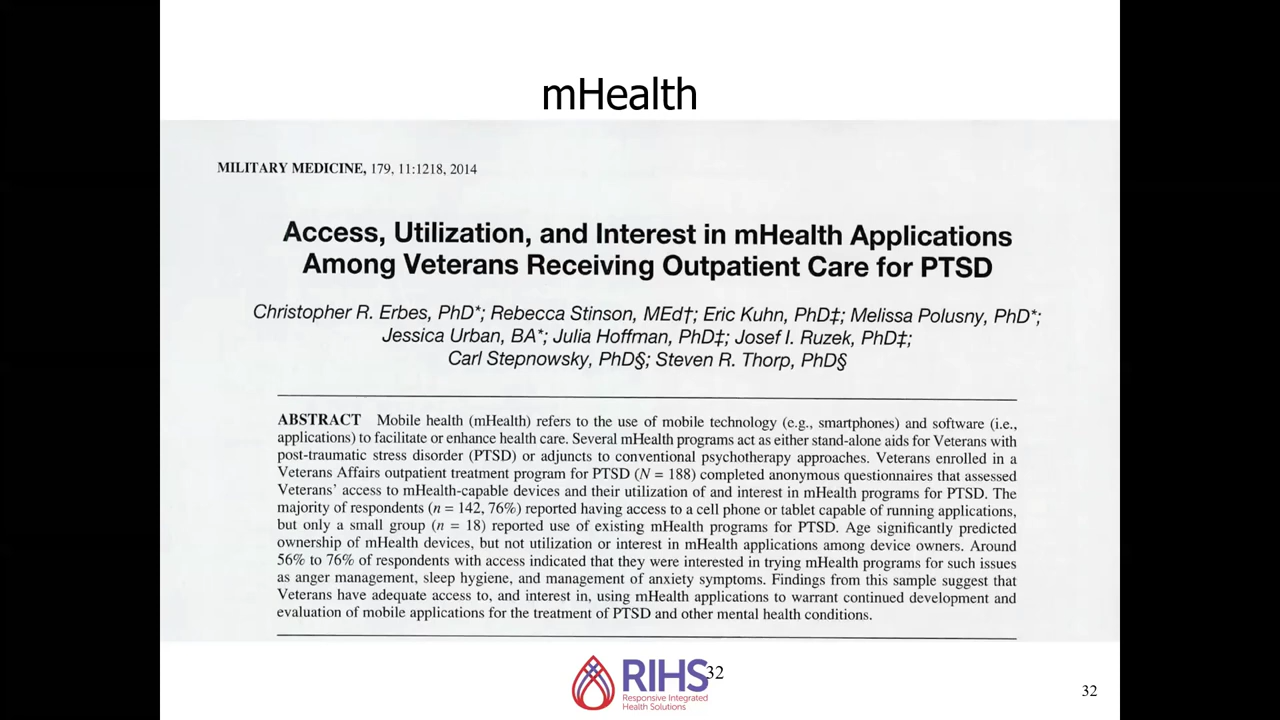 mHealth
MILITARY MEDICINE, 179, 11:1218, 2014
Access, Utilization, and Interest in mHealth Applications
Among Veterans Receiving Outpatient Care for PTSD
Christopher R. Erbes, PhD*; Rebecca Stinson, MEd†; Eric Kuhn, PhD‡; Melissa Polusny, PhD*;
Jessica Urban, BA*; Julia Hoffman, PhD‡; Josef I. Ruzek, PhD‡;
Carl Stepnowsky, PhD§; Steven R. Thorp, PhD§
ABSTRACT Mobile health (mHealth) refers to the use of mobile technology (e.g., smartphones) and software (i.e.,
applications) to facilitate or enhance health care. Several mHealth programs act as either stand-alone aids for Veterans with
post-traumatic stress disorder (PTSD) or adjuncts to conventional psychotherapy approaches. Veterans enrolled in a
Veterans Affairs outpatient treatment program for PTSD (N = 188) completed anonymous questionnaires that assessed
Veterans’ access to mHealth-capable devices and their utilization of and interest in mHealth programs for PTSD. The
majority of respondents (n = 142, 76%) reported having access to a cell phone or tablet capable of running applications,
but only a small group (n = 18) reported use of existing mHealth programs for PTSD. Age significantly predicted
ownership of mHealth devices, but not utilization or interest in mHealth applications among device owners. Around
56% to 76% of respondents with access indicated that they were interested in trying mHealth programs for such issues
as anger management, sleep hygiene, and management of anxiety symptoms. Findings from this sample suggest that
Veterans have adequate access to, and interest in, using mHealth applications to warrant continued development and
evaluation of mobile applications for the treatment of PTSD and other mental health conditions.
RIHS
32
Responsive Integrated
Health Solutions
32